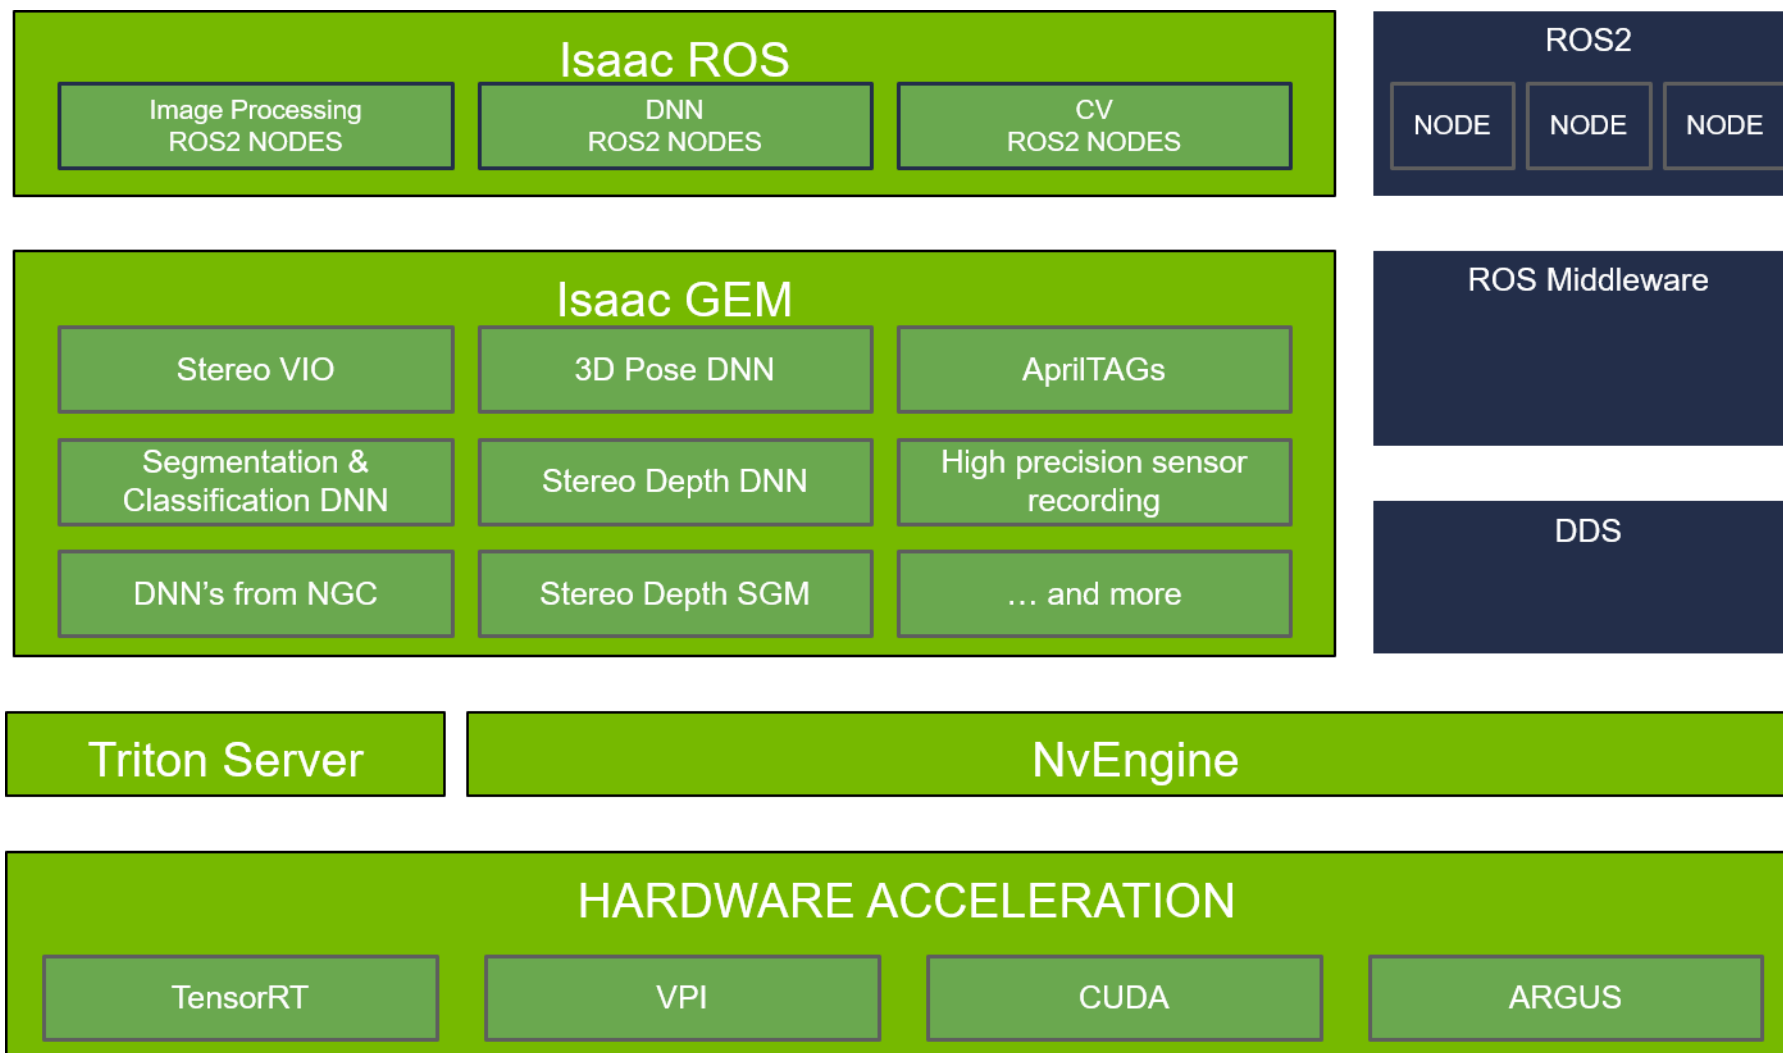 Isaac ROS
Image Processing
ROS2 NODES
DNN
ROS2 NODES
CV
ROS2 NODES
ROS2
NODE
NODE
NODE
Isaac GEM
Stereo VIO
3D Pose DNN
AprilTAGs
Segmentation &
Classification DNN
Stereo Depth DNN
High precision sensor
recording
DNN's from NGC
Stereo Depth SGM
... and more
ROS Middleware
DDS
Triton Server
NvEngine
HARDWARE ACCELERATION
TensorRT
VPI
CUDA
ARGUS